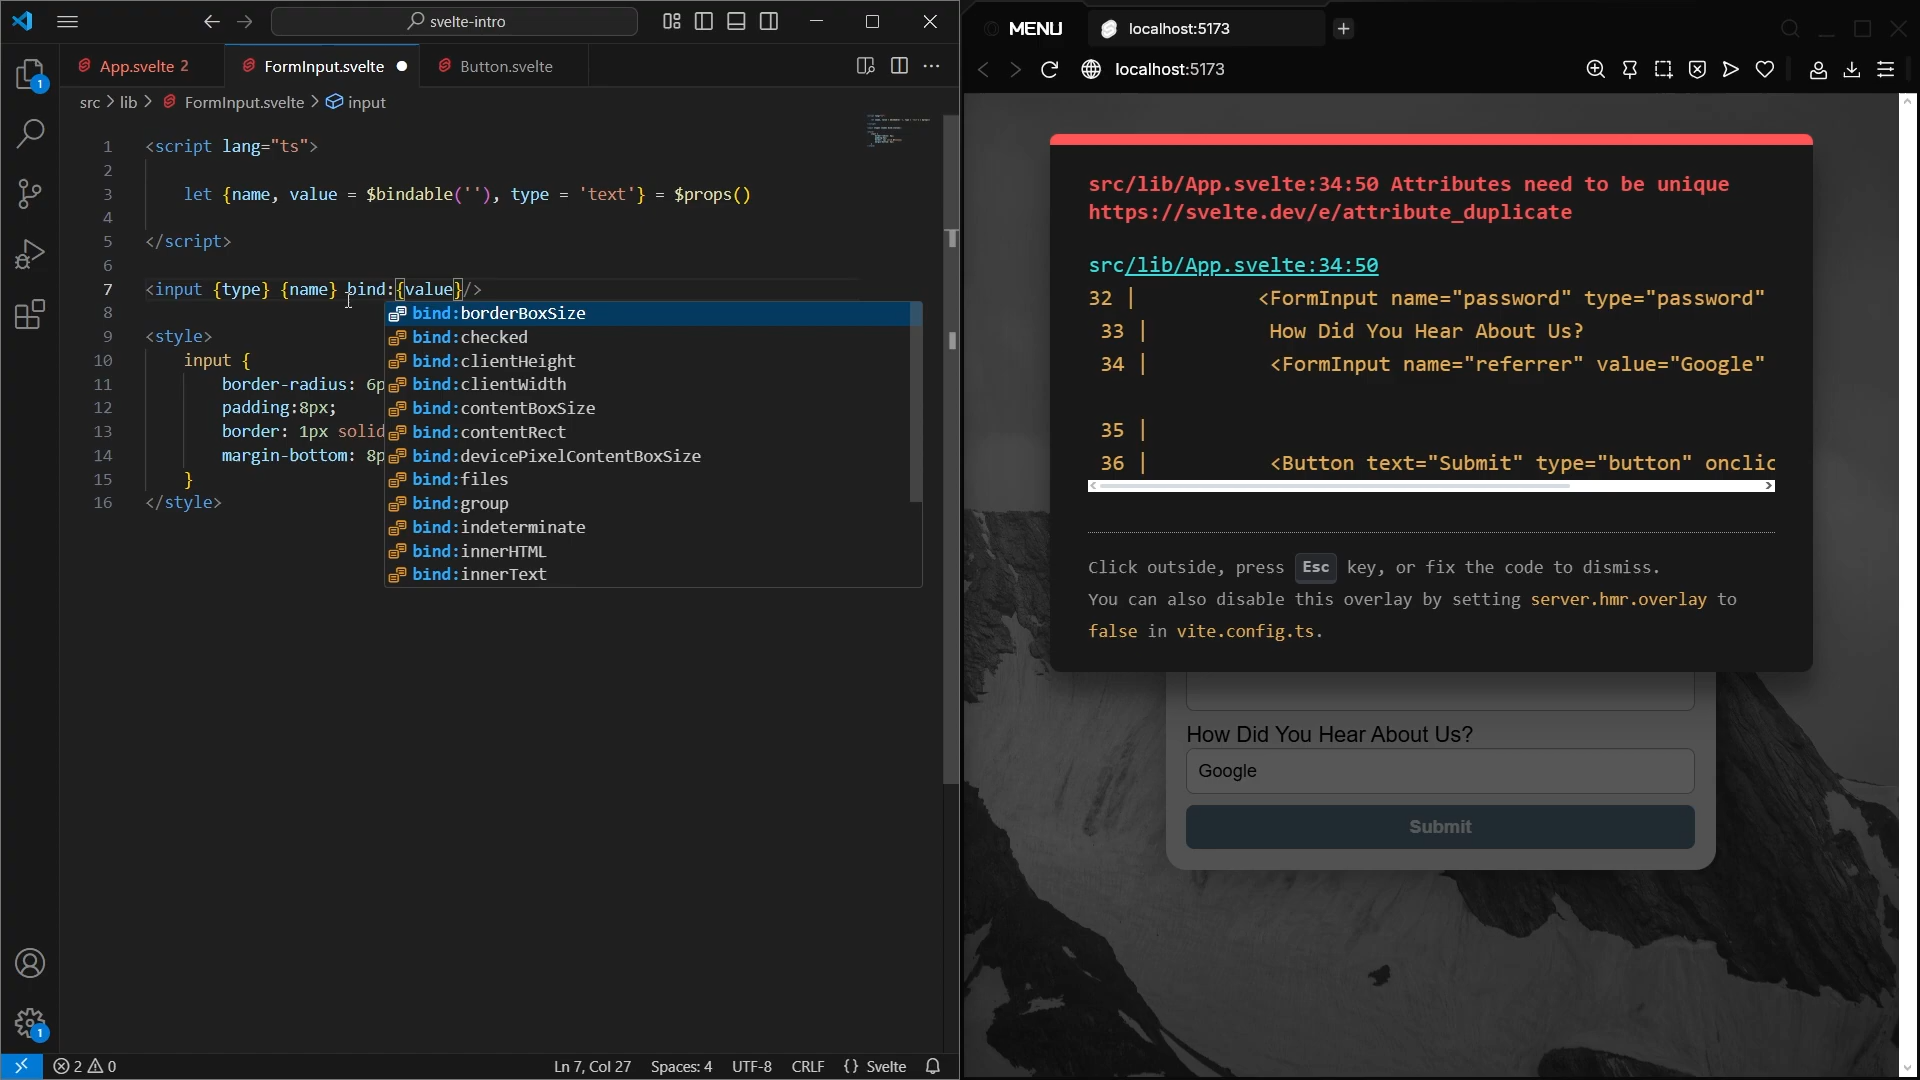 svelte-intro
App.svelte 2
FormInput.svelte
Button.svelte
src > lib > FormInput.svelte > input
1 <script lang="ts">
2
3 let {name, value = $bindable(''), type = 'text'} = $props()
4
5 </script>
6
7 <input {type} {name} bind:{value}/>
8
9 <style>
10 input {
11 border-radius: 6p
12 padding:8px;
13 border: 1px solid
14 margin-bottom: 8p
15 }
16 </style>
bind:borderBoxSize
bind:checked
bind:clientHeight
bind:clientWidth
bind:contentBoxSize
bind:contentRect
bind:devicePixelContentBoxSize
bind:files
bind:group
bind:indeterminate
bind:innerHTML
bind:innerText
1
1
2 0
Ln 7, Col 27
Spaces: 4
UTF-8
CRLF
{} Svelte
MENU
localhost:5173
localhost:5173
src/lib/App.svelte:34:50 Attributes need to be unique
https://svelte.dev/e/attribute_duplicate
src/lib/App.svelte:34:50
32 | <FormInput name="password" type="password"
33 | How Did You Hear About Us?
34 | <FormInput name="referrer" value="Google"
35 |
36 | <Button text="Submit" type="button" onclic
Click outside, press Esc key, or fix the code to dismiss.
You can also disable this overlay by setting server.hmr.overlay to
false in vite.config.ts.
How Did You Hear About Us?
Google
Submit